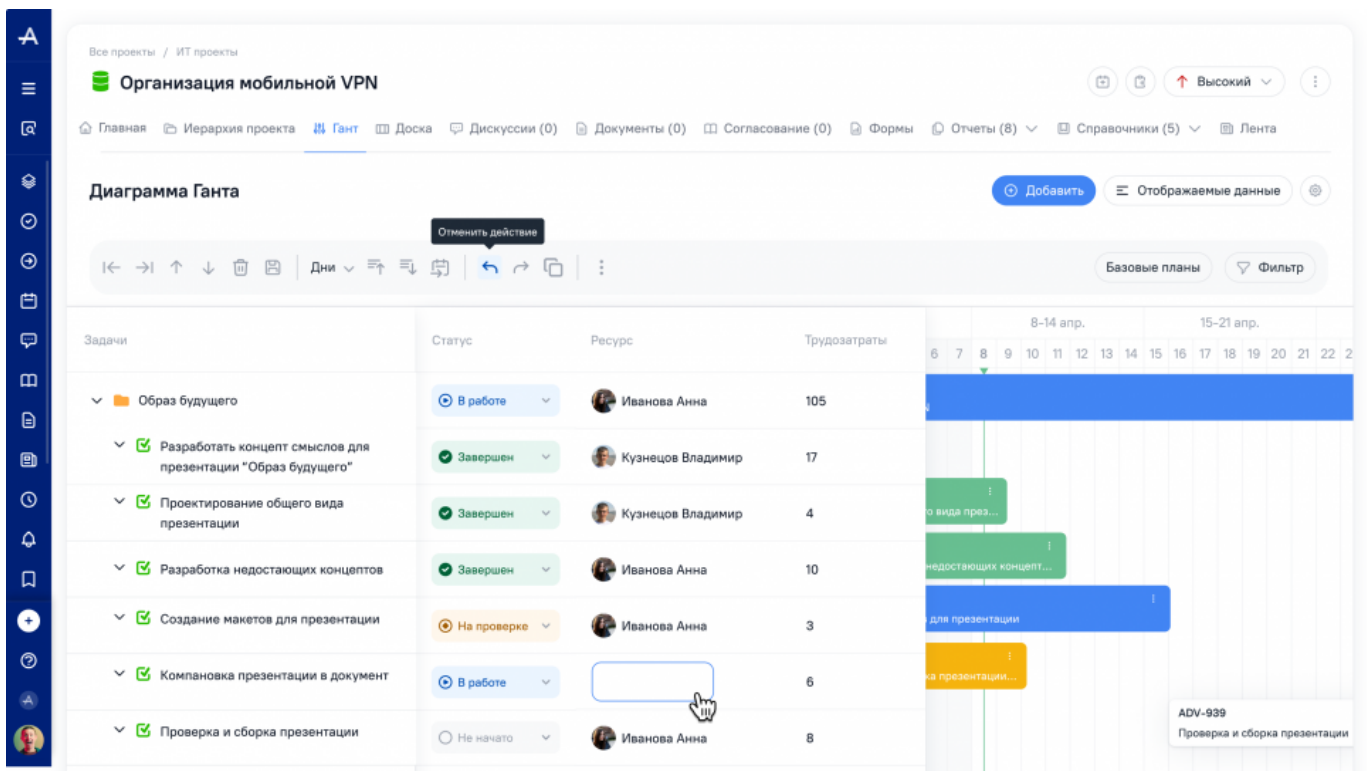 Все проекты / ИТ проекты
Организация мобильной VPN
Высокий
Главная Иерархия проекта Гант Доска Дискуссии (0) Документы (0) Согласование (0) Формы Отчеты (8) Справочники (5) Лента
Диаграмма Ганта
Добавить Отображаемые данные
Отменить действие
Дни
Базовые планы Фильтр
Задачи Статус Ресурс Трудозатраты
8–14 апр. 15–21 апр.
6 7 8 9 10 11 12 13 14 15 16 17 18 19 20 21 22 2
Образ будущего В работе Иванова Анна 105
N
Разработать концепт смыслов для
презентации "Образ будущего"
Завершен Кузнецов Владимир 17
Проектирование общего вида
презентации
Завершен Кузнецов Владимир 4
о вида през...
Разработка недостающих концептов Завершен Иванова Анна 10
недостающих концепт...
Создание макетов для презентации На проверке Иванова Анна 3
для презентации
Компановка презентации в документ В работе 6
ка презентации...
ADV-939
Проверка и сборка презентации
Проверка и сборка презентации Не начато Иванова Анна 8